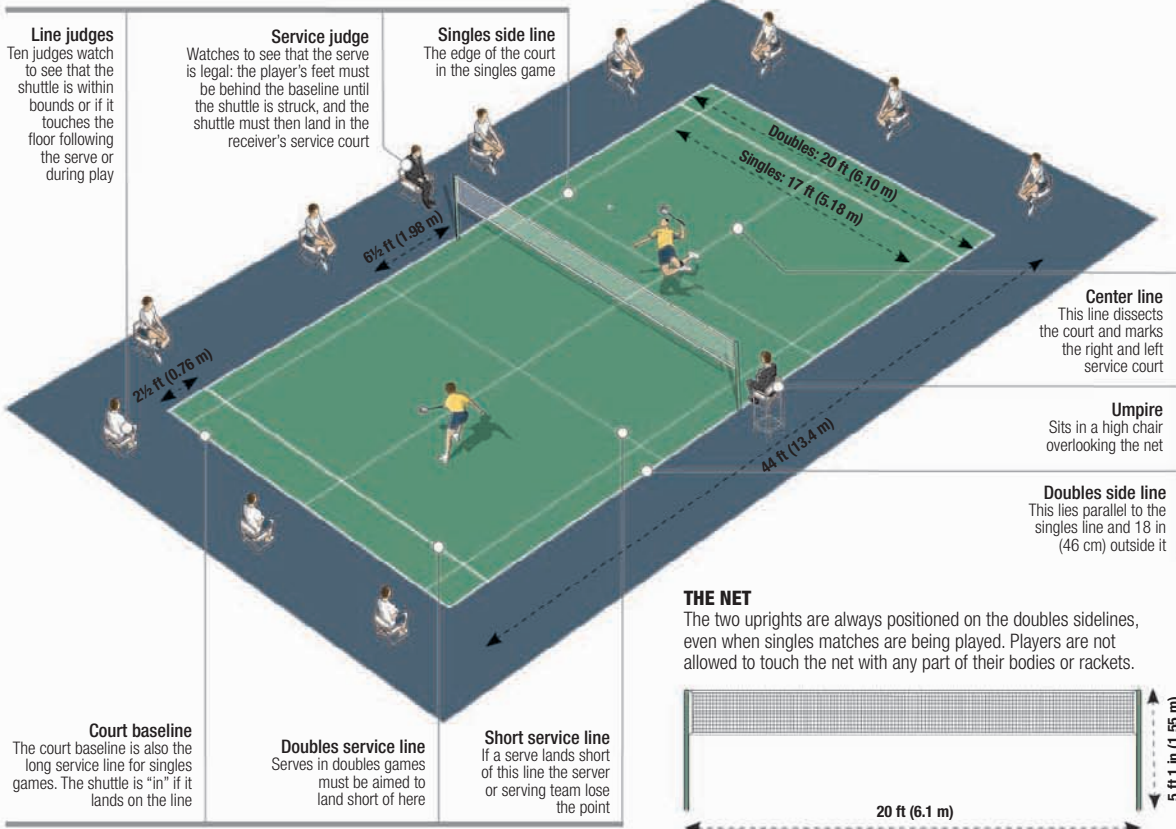 Line judges
Ten judges watch
to see that the
shuttle is within
bounds or if it
touches the
floor following
the serve or
during play
Service judge
Watches to see that the serve
is legal: the player's feet must
be behind the baseline until
the shuttle is struck, and the
shuttle must then land in the
receiver's service court
Singles side line
The edge of the court
in the singles game
Doubles: 20 ft (6.10 m)
Singles: 17 ft (5.18 m)
6½ ft (1.98 m)
2½ ft (0.76 m)
44 ft (13.4 m)
Center line
This line dissects
the court and marks
the right and left
service court
Umpire
Sits in a high chair
overlooking the net
Doubles side line
This lies parallel to the
singles line and 18 in
(46 cm) outside it
Court baseline
The court baseline is also the
long service line for singles
games. The shuttle is “in” if it
lands on the line
Doubles service line
Serves in doubles games
must be aimed to
land short of here
Short service line
If a serve lands short
of this line the server
or serving team lose
the point
THE NET
The two uprights are always positioned on the doubles sidelines,
even when singles matches are being played. Players are not
allowed to touch the net with any part of their bodies or rackets.
5 ft 1 in (1.55 m)
20 ft (6.1 m)